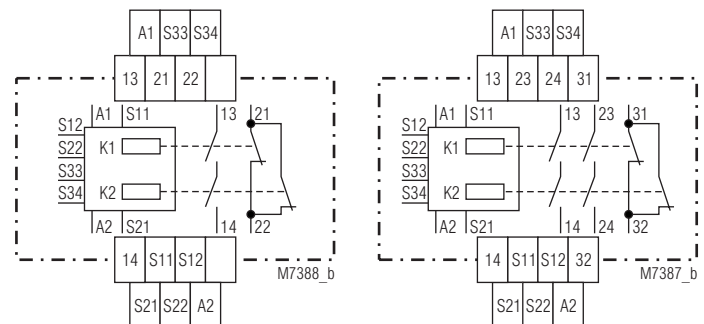 A1 S33 S34
13 21 22
A1 S11 13 21
S12
S22
S33
S34
K1
K2
A2 S21 14 22
14 S11 S12
M7388_b
S21 S22 A2
A1 S33 S34
13 23 24 31
A1 S11 13 23 31
S12
S22
S33
S34
K1
K2
A2 S21 14 24 32
14 S11 S12 32
M7387_b
S21 S22 A2